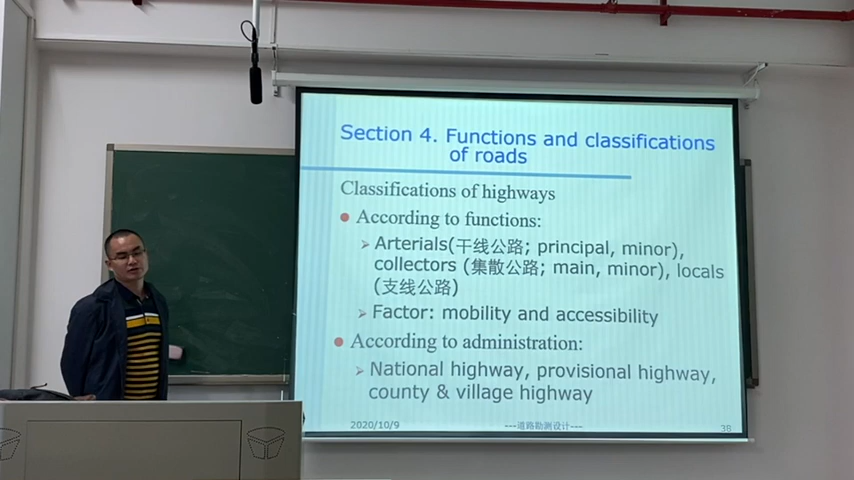 Section 4. Functions and classifications
of roads
Classifications of highways
According to functions:
Arterials(干线公路; principal, minor),
collectors (集散公路; main, minor), locals
(支线公路)
Factor: mobility and accessibility
According to administration:
National highway, provisional highway,
county & village highway
2020/10/9 ---道路勘测设计--- 38